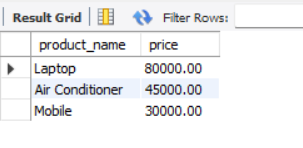 Result Grid Filter Rows:
product_name price
Laptop 80000.00
Air Conditioner 45000.00
Mobile 30000.00